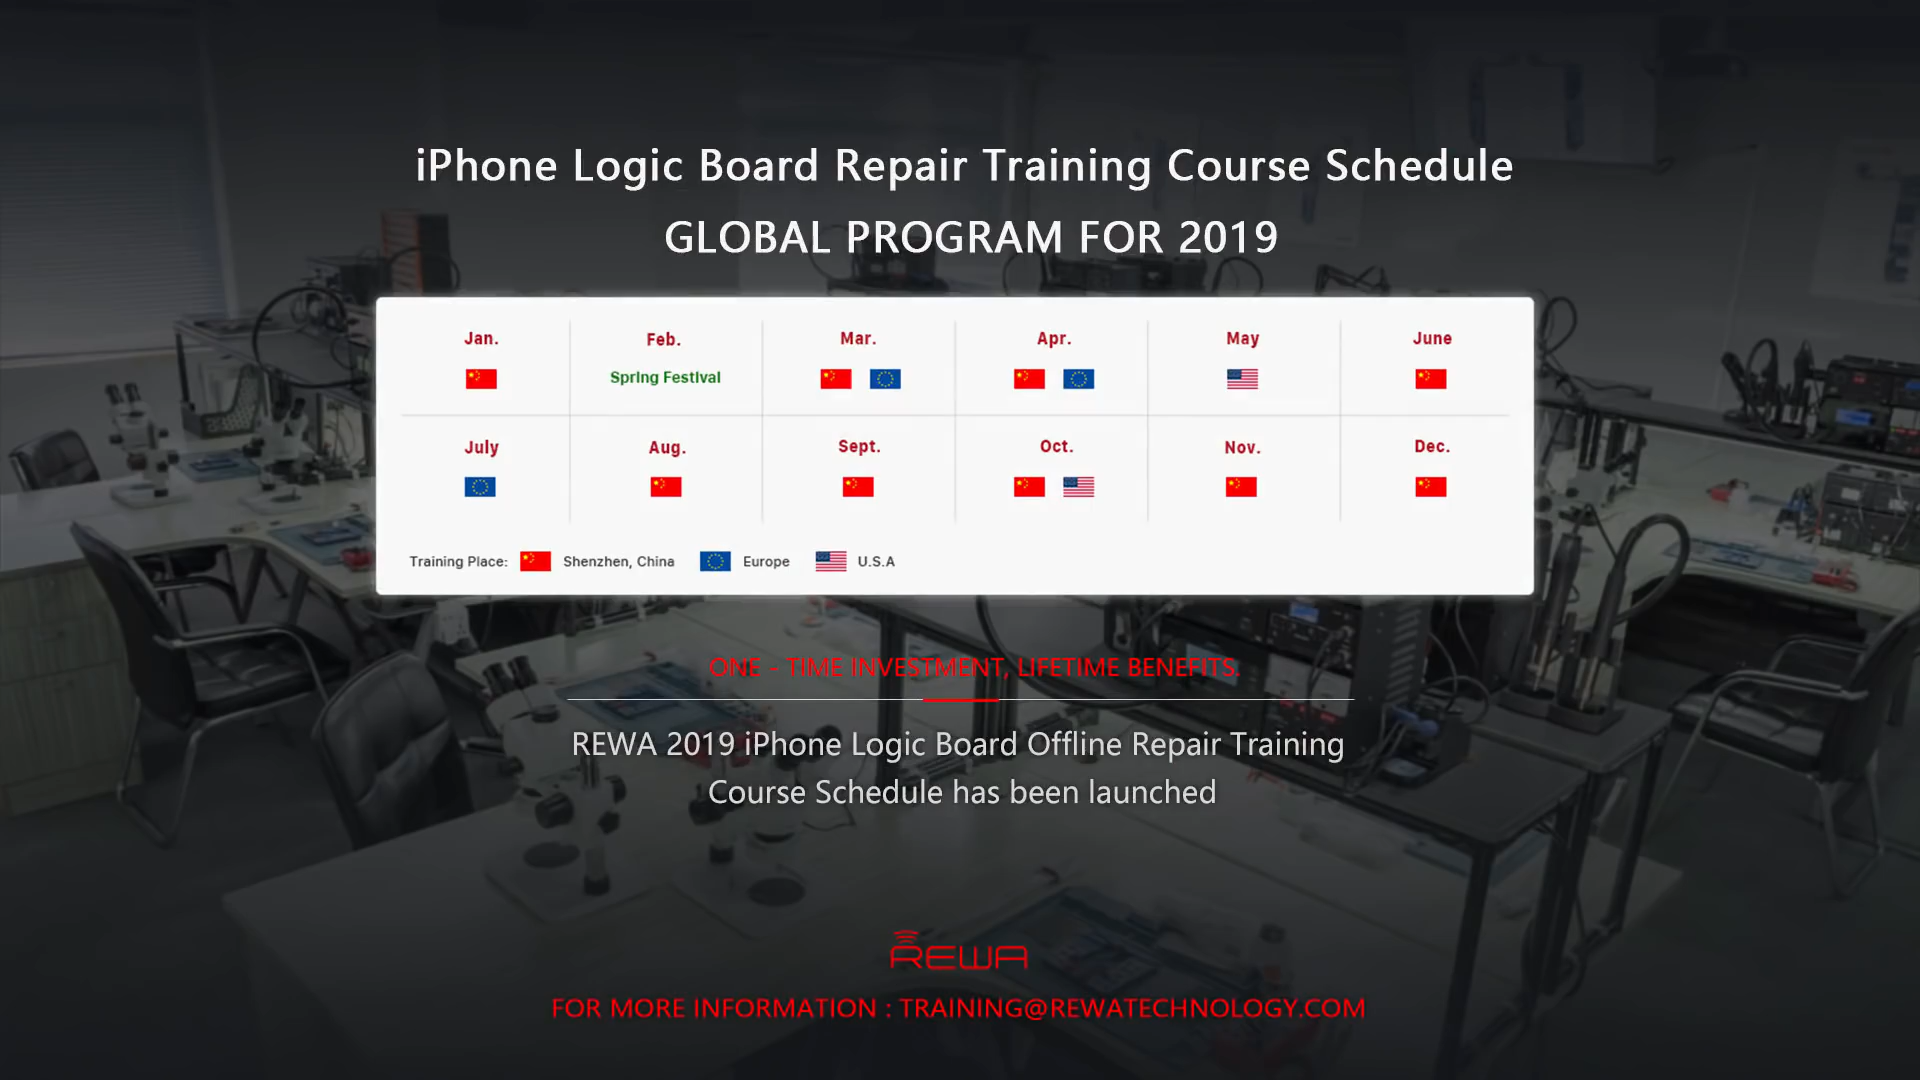 iPhone Logic Board Repair Training Course Schedule
GLOBAL PROGRAM FOR 2019
Jan. Feb. Mar. Apr. May June
Spring Festival
July Aug. Sept. Oct. Nov. Dec.
Training Place: Shenzhen, China Europe U.S.A
ONE - TIME INVESTMENT, LIFETIME BENEFITS.
REWA 2019 iPhone Logic Board Offline Repair Training
Course Schedule has been launched
REWA
FOR MORE INFORMATION : TRAINING@REWATECHNOLOGY.COM